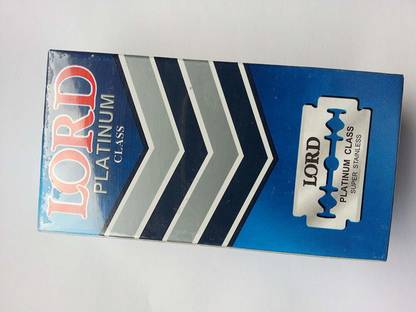 LORD
PLATINUM
CLASS
LORD
PLATINUM CLASS
SUPER STAINLESS